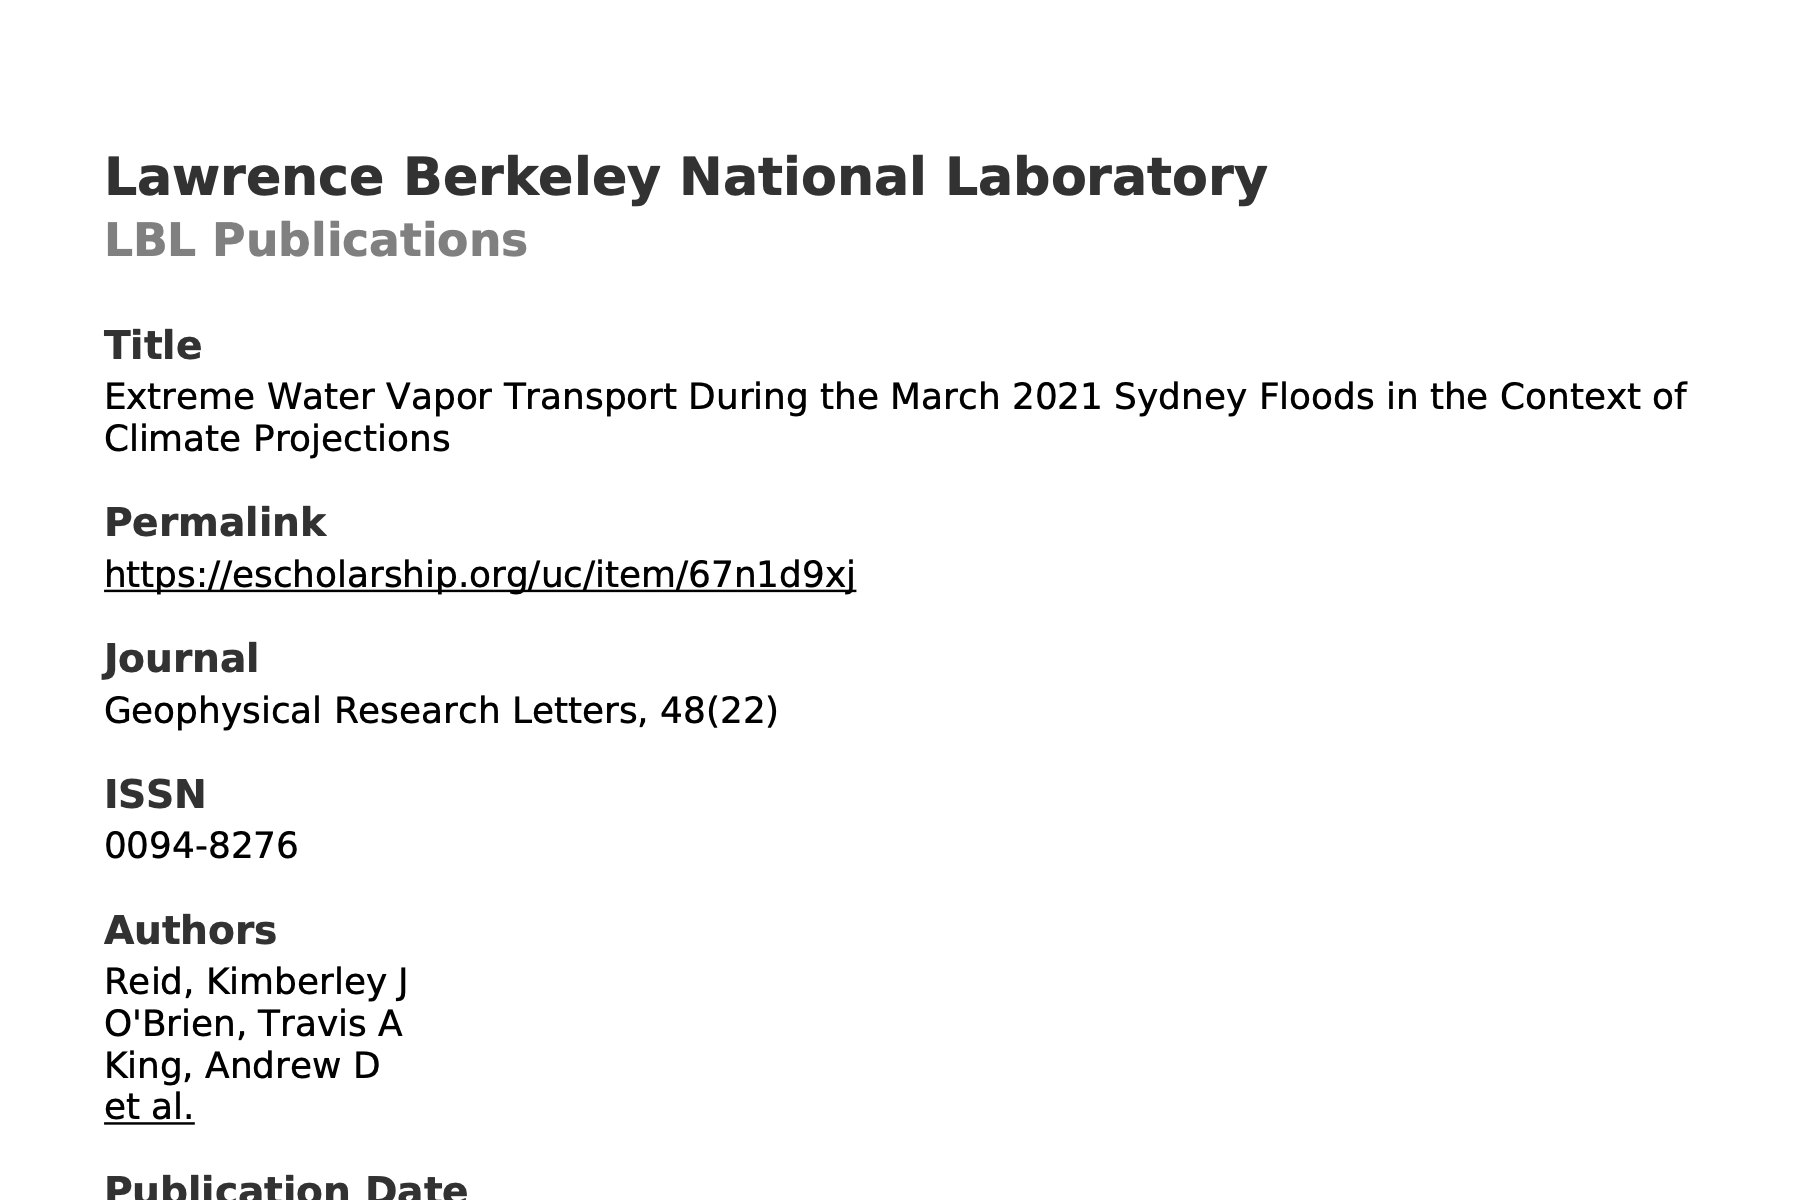 Lawrence Berkeley National Laboratory
LBL Publications
Title
Extreme Water Vapor Transport During the March 2021 Sydney Floods in the Context of
Climate Projections
Permalink
https://escholarship.org/uc/item/67n1d9xj
Journal
Geophysical Research Letters, 48(22)
ISSN
0094-8276
Authors
Reid, Kimberley J
O'Brien, Travis A
King, Andrew D
et al.
Publication Date